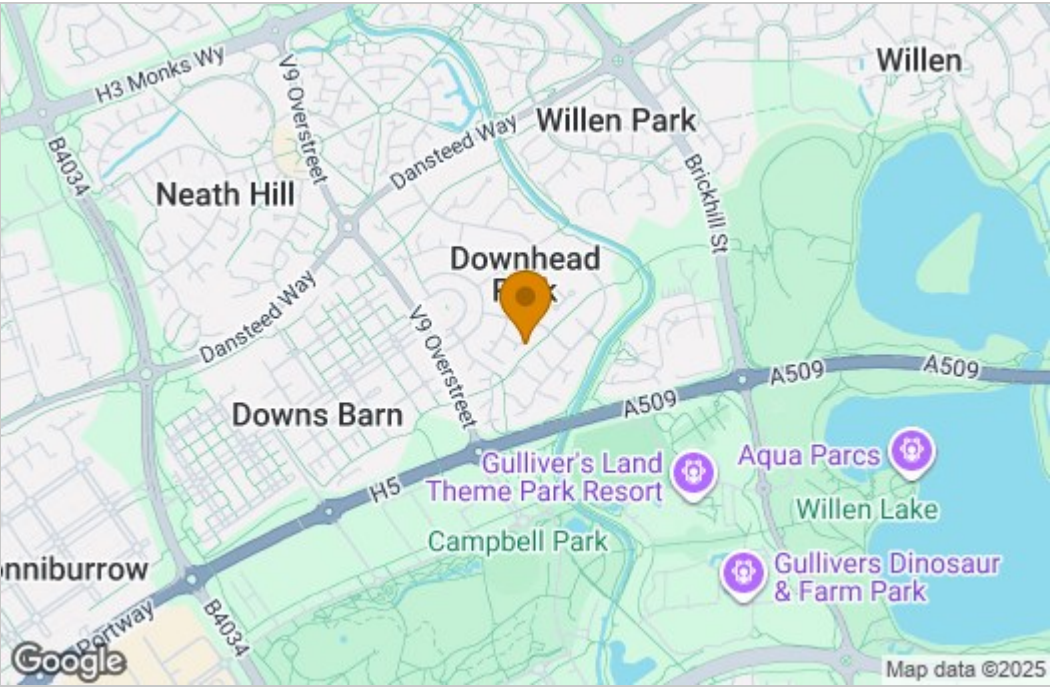 H3 Monks Wy
V9 Overstreet
Willen
Willen Park
Dansteed Way
B4034
Neath Hill
Brickhill St
Downhead
Dansteed Way
V9 Overstreet
A509
A509
A509
Downs Barn
Gulliver's Land
Theme Park Resort
Aqua Parcs
H5
Willen Lake
Campbell Park
Gullivers Dinosaur
& Farm Park
nniburrow
Portway
B4034
Google
Map data ©2025